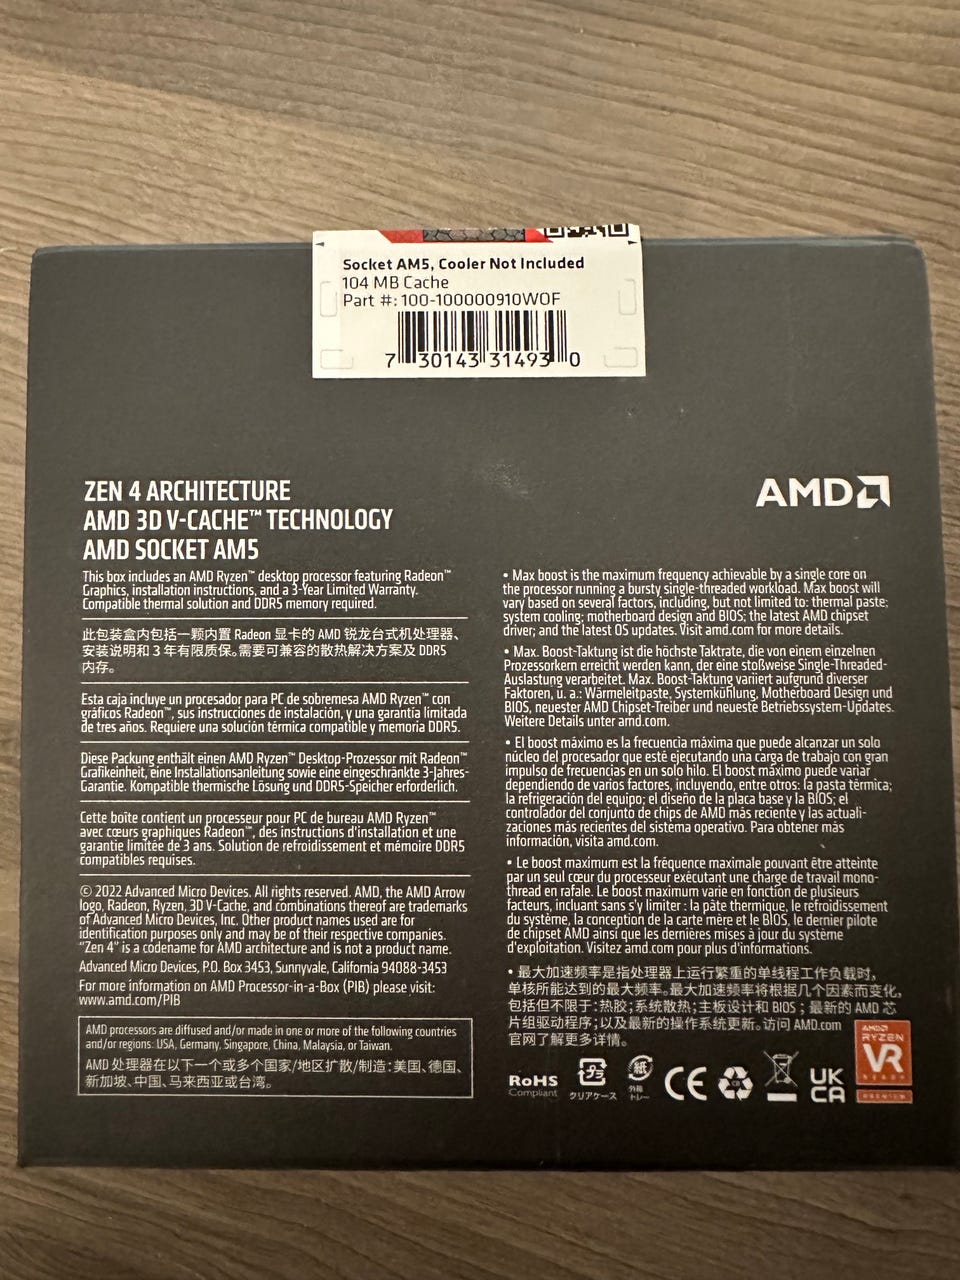 Socket AM5, Cooler Not Included
104 MB Cache
Part #: 100-100000910WOF
7 30143 31493 0
ZEN 4 ARCHITECTURE
AMD 3D V-CACHE™ TECHNOLOGY
AMD SOCKET AM5
This box includes an AMD Ryzen™ desktop processor featuring Radeon™
Graphics, installation instructions, and a 3-Year Limited Warranty.
Compatible thermal solution and DDR5 memory required.
此包装盒内包括一颗内置 Radeon 显卡的 AMD 锐龙台式机处理器、
安装说明和 3 年有限质保。需要可兼容的散热解决方案及 DDR5
内存。
Esta caja incluye un procesador para PC de sobremesa AMD Ryzen™ con
gráficos Radeon™, sus instrucciones de instalación, y una garantía limitada
de tres años. Requiere una solución térmica compatible y memoria DDR5.
Diese Packung enthält einen AMD Ryzen™ Desktop-Prozessor mit Radeon™
Grafikeinheit, eine Installationsanleitung sowie eine eingeschränkte 3-Jahres-
Garantie. Kompatible thermische Lösung und DDR5-Speicher erforderlich.
Cette boîte contient un processeur pour PC de bureau AMD Ryzen™
avec cœurs graphiques Radeon™, des instructions d'installation et une
garantie limitée de 3 ans. Solution de refroidissement et mémoire DDR5
compatibles requises.
© 2022 Advanced Micro Devices. All rights reserved. AMD, the AMD Arrow
logo, Radeon, Ryzen, 3D V-Cache, and combinations thereof are trademarks
of Advanced Micro Devices, Inc. Other product names used are for
identification purposes only and may be of their respective companies.
"Zen 4" is a codename for AMD architecture and is not a product name.
Advanced Micro Devices, P.O. Box 3453, Sunnyvale, California 94088-3453
For more information on AMD Processor-in-a-Box (PIB) please visit:
www.amd.com/PIB
AMD processors are diffused and/or made in one or more of the following countries
and/or regions: USA, Germany, Singapore, China, Malaysia, or Taiwan.
AMD 处理器在以下一个或多个国家/地区扩散/制造：美国、德国、
新加坡、中国、马来西亚或台湾。
AMD
• Max boost is the maximum frequency achievable by a single core on
the processor running a bursty single-threaded workload. Max boost will
vary based on several factors, including, but not limited to: thermal paste;
system cooling; motherboard design and BIOS; the latest AMD chipset
driver; and the latest OS updates. Visit amd.com for more details.
• Max. Boost-Taktung ist die höchste Taktrate, die von einem einzelnen
Prozessorkern erreicht werden kann, der eine stoßweise Single-Threaded-
Auslastung verarbeitet. Max. Boost-Taktung variiert aufgrund diverser
Faktoren, u. a.: Wärmeleitpaste, Systemkühlung, Motherboard Design und
BIOS, neuester AMD Chipset-Treiber und neueste Betriebssystem-Updates.
Weitere Details unter amd.com.
• El boost máximo es la frecuencia máxima que puede alcanzar un solo
núcleo del procesador que esté ejecutando una carga de trabajo con gran
impulso de frecuencias en un solo hilo. El boost máximo puede variar
dependiendo de varios factores, incluyendo, entre otros: la pasta térmica;
la refrigeración del equipo; el diseño de la placa base y la BIOS; el
controlador del conjunto de chips de AMD más reciente y las actuali-
zaciones más recientes del sistema operativo. Para obtener más
información, visita amd.com.
• Le boost maximum est la fréquence maximale pouvant être atteinte
par un seul cœur du processeur exécutant une charge de travail mono-
thread en rafale. Le boost maximum varie en fonction de plusieurs
facteurs, incluant sans s'y limiter : la pâte thermique, le refroidissement
du système, la conception de la carte mère et le BIOS, le dernier pilote
de chipset AMD ainsi que les dernières mises à jour du système
d'exploitation. Visitez amd.com pour plus d'informations.
• 最大加速频率是指处理器上运行繁重的单线程工作负载时，
单核所能达到的最大频率。最大加速频率将根据几个因素而变化，
包括但不限于：热胶；系统散热；主板设计和 BIOS；最新的 AMD 芯
片组驱动程序；以及最新的操作系统更新。访问 AMD.com
官网了解更多详情。
RoHS
Compliant
プラ
クリアケース
紙
外箱
トレー
CE
UK
CA
AMD
RYZEN
VR
READY
PREMIUM